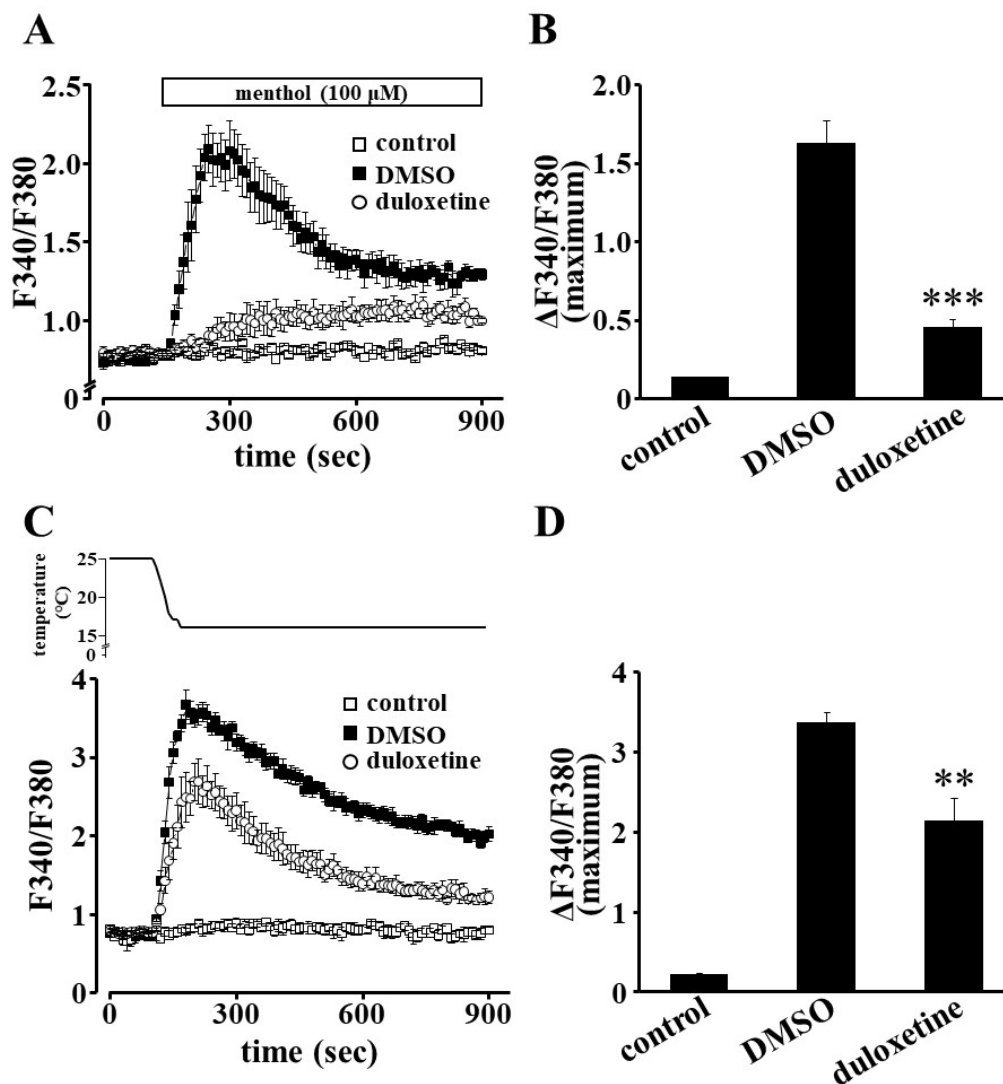 A
menthol (100 μM)
control
DMSO
duloxetine
F340/F380
2.5
2.0
1.5
1.0
0
0
300
600
900
time (sec)
B
ΔF340/F380
(maximum)
2.0
1.5
1.0
0.5
0
***
control
DMSO
duloxetine
C
temperature
(°C)
25
15
0
control
DMSO
duloxetine
F340/F380
4
3
2
1
0
0
300
600
900
time (sec)
D
ΔF340/F380
(maximum)
4
3
2
1
0
**
control
DMSO
duloxetine